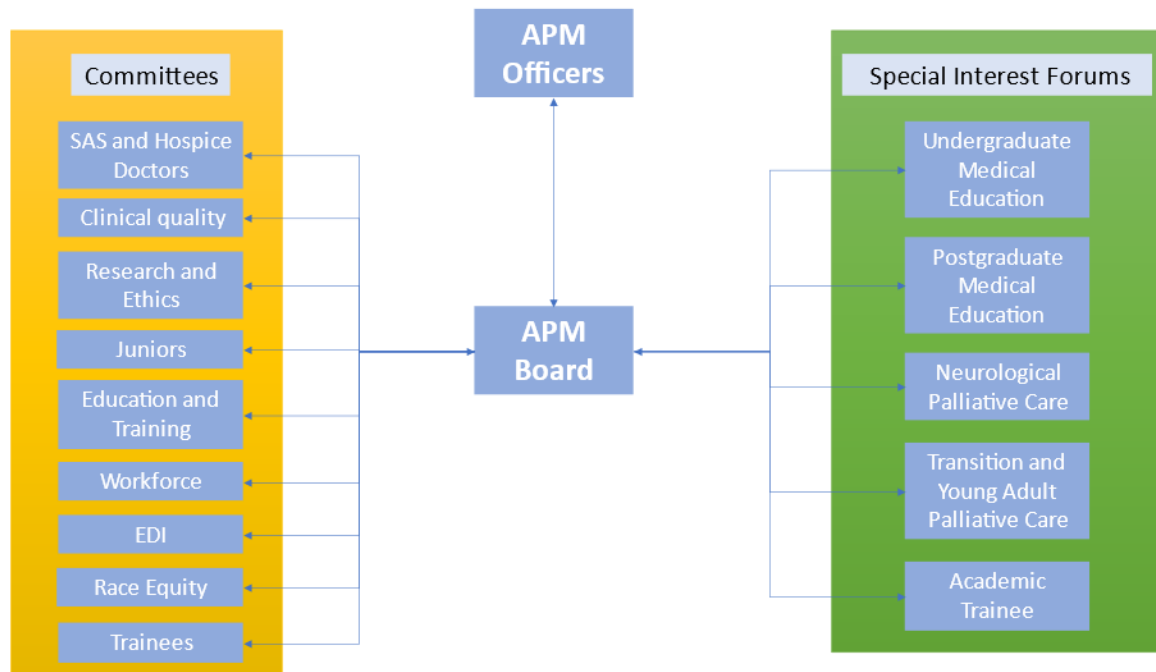 Committees
SAS and Hospice
Doctors
Clinical quality
Research and
Ethics
Juniors
Education and
Training
Workforce
EDI
Race Equity
Trainees
APM
Officers
APM
Board
Special Interest Forums
Undergraduate
Medical
Education
Postgraduate
Medical
Education
Neurological
Palliative Care
Transition and
Young Adult
Palliative Care
Academic
Trainee